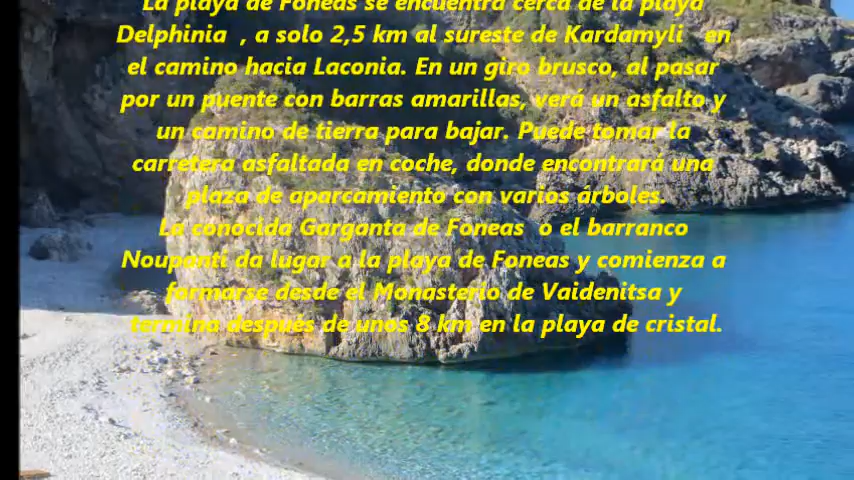 La playa de Foneas se encuentra cerca de la playa
Delphinia , a solo 2,5 km al sureste de Kardamyli en
el camino hacia Laconia. En un giro brusco, al pasar
por un puente con barras amarillas, verá un asfalto y
un camino de tierra para bajar. Puede tomar la
carretera asfaltada en coche, donde encontrará una
plaza de aparcamiento con varios árboles.
La conocida Garganta de Foneas o el barranco
Noupanti da lugar a la playa de Foneas y comienza a
formarse desde el Monasterio de Vaidenitsa y
termina después de unos 8 km en la playa de cristal.